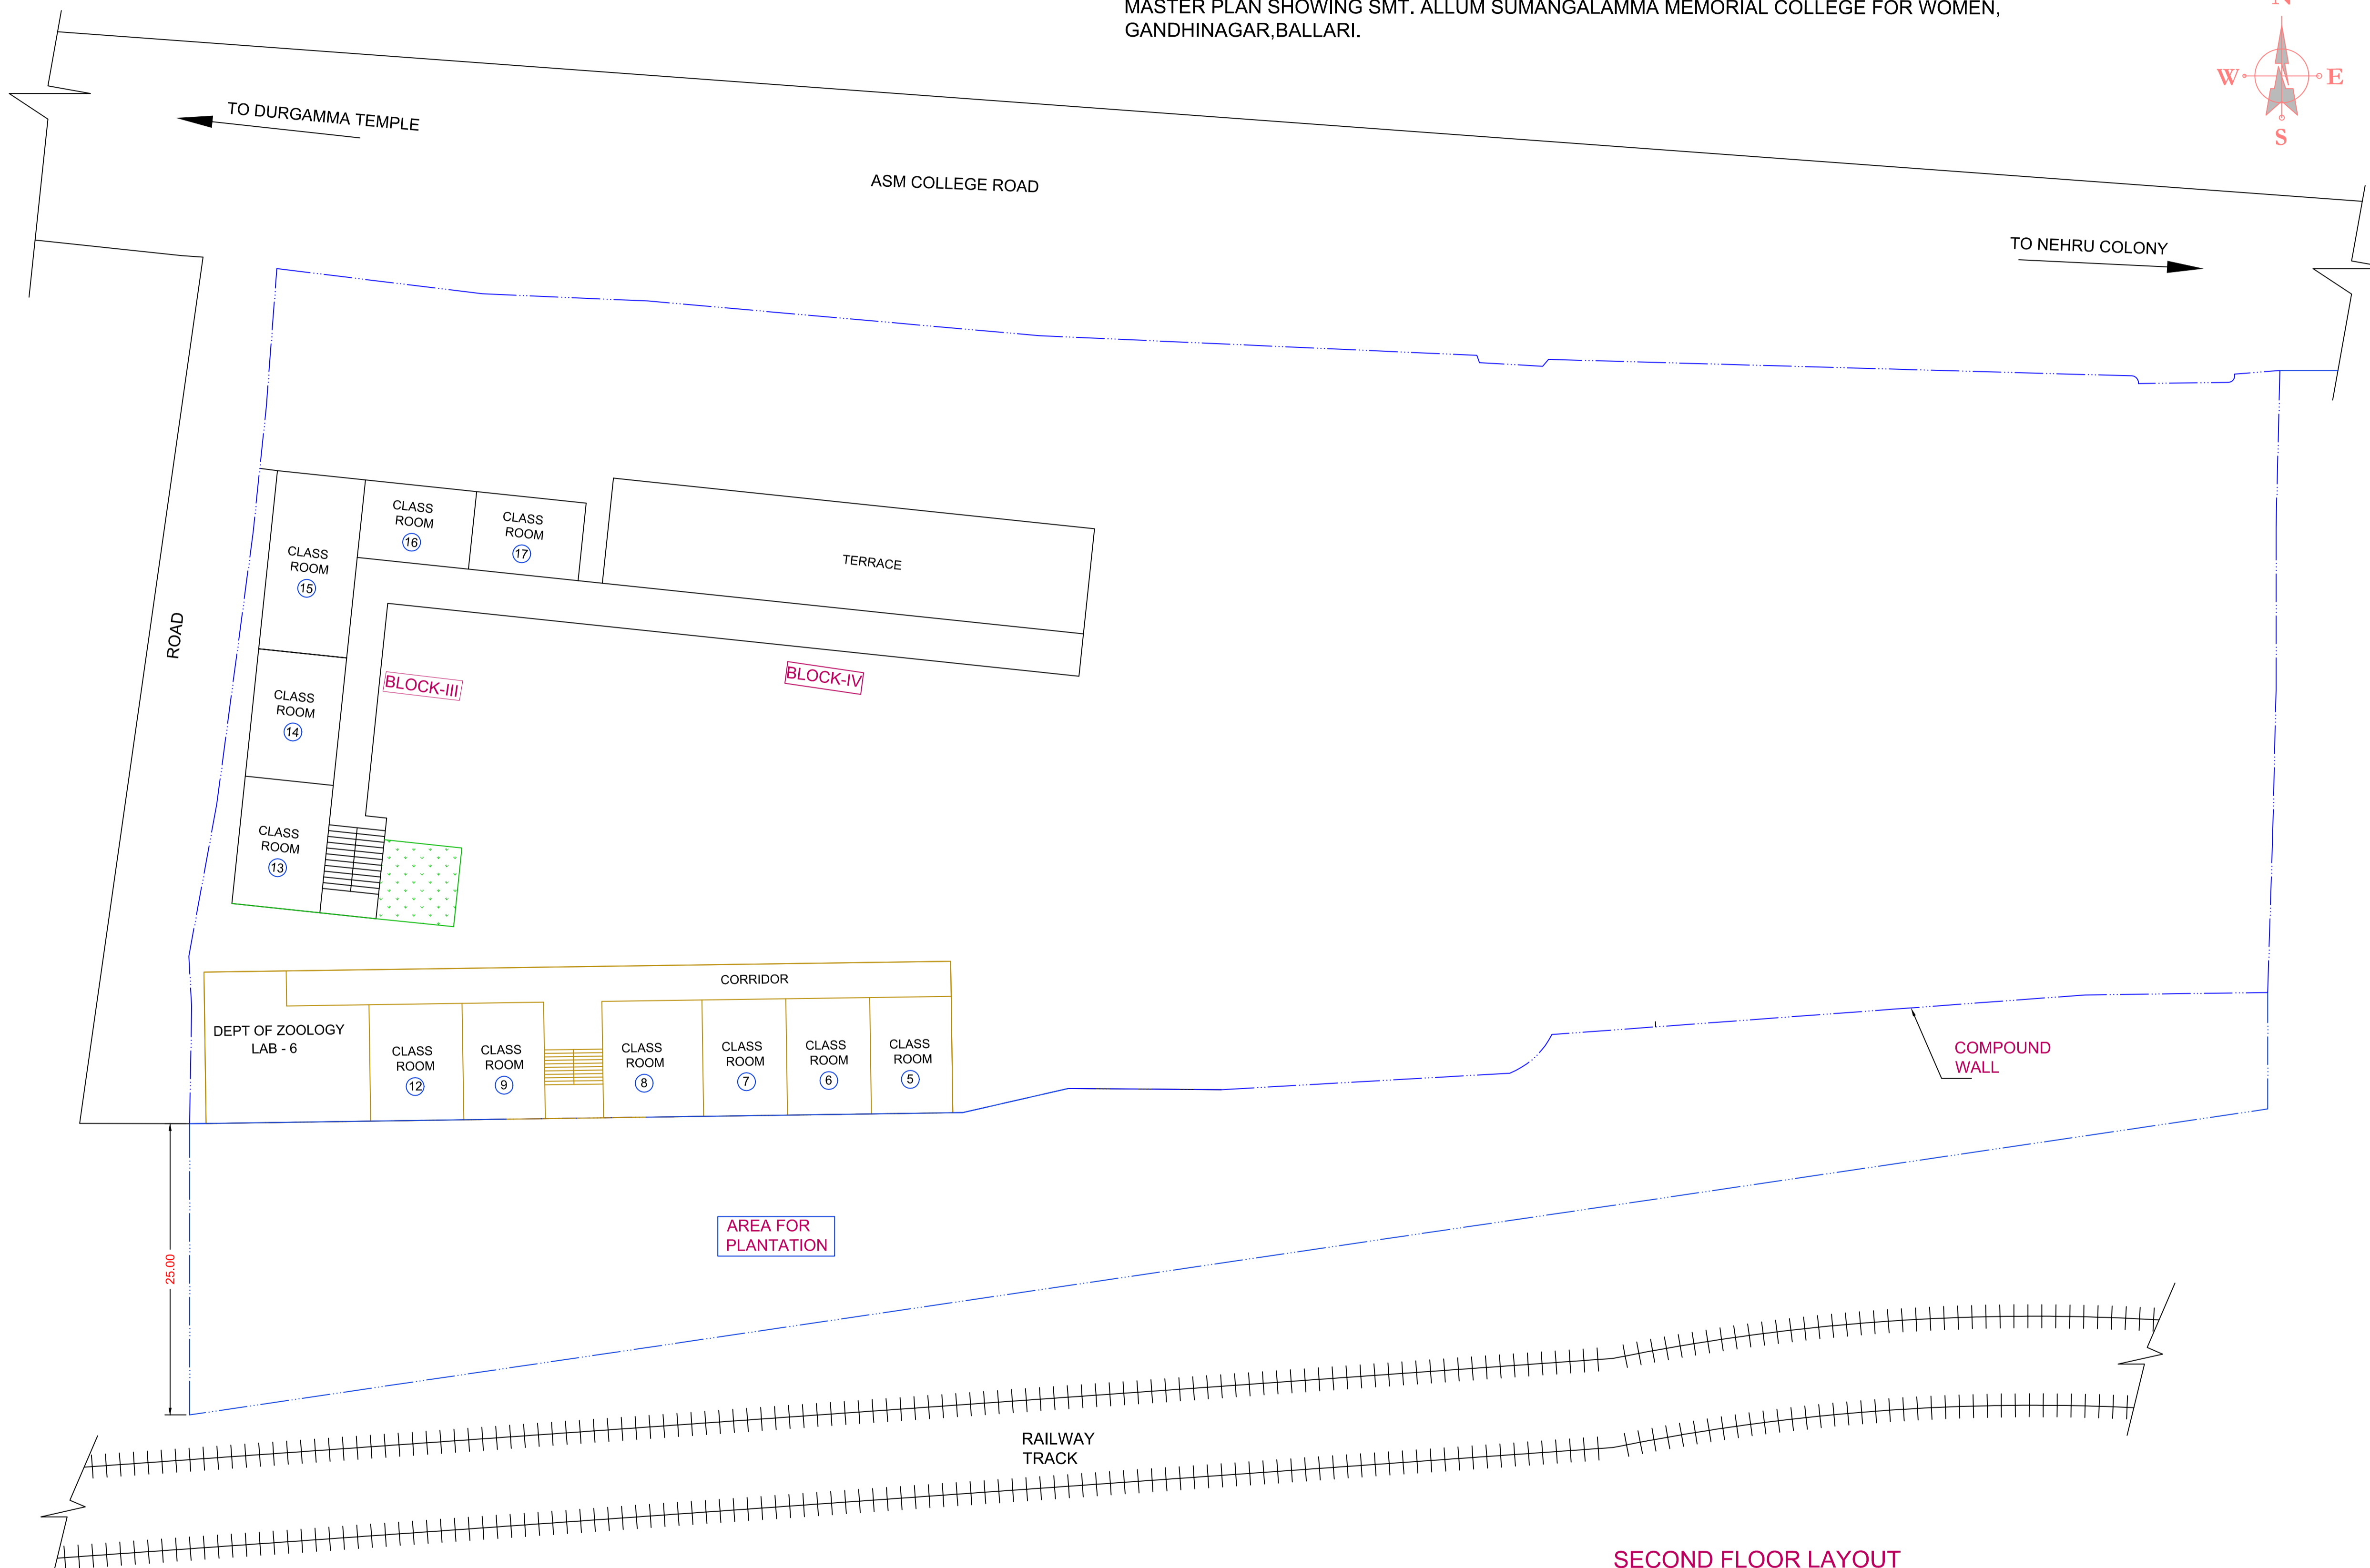 MASTER PLAN SHOWING SMT. ALLUM SUMANGALAMMA MEMORIAL COLLEGE FOR WOMEN,
GANDHINAGAR,BALLARI.
N
W
E
S
TO DURGAMMA TEMPLE
ASM COLLEGE ROAD
TO NEHRU COLONY
ROAD
CLASS
ROOM
16
CLASS
ROOM
17
CLASS
ROOM
15
TERRACE
BLOCK-III
BLOCK-IV
CLASS
ROOM
14
CLASS
ROOM
13
CORRIDOR
DEPT OF ZOOLOGY
LAB - 6
CLASS
ROOM
12
CLASS
ROOM
9
CLASS
ROOM
8
CLASS
ROOM
7
CLASS
ROOM
6
CLASS
ROOM
5
COMPOUND
WALL
AREA FOR
PLANTATION
25.00
RAILWAY
TRACK
SECOND FLOOR LAYOUT